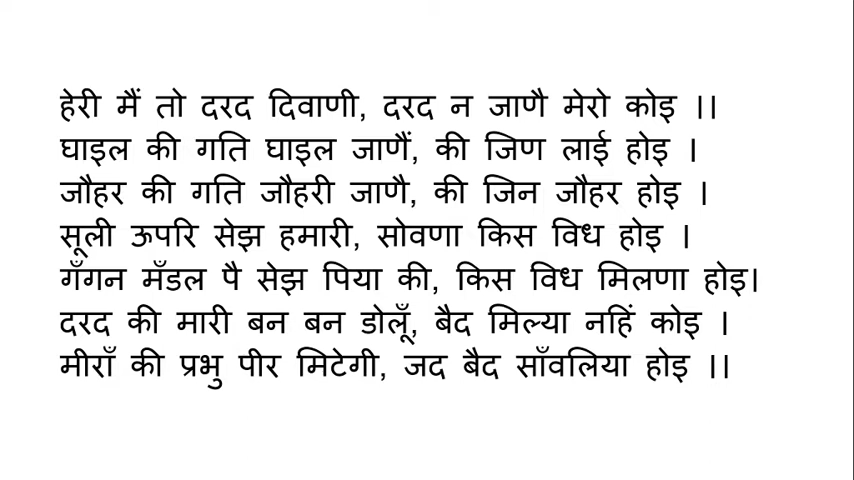 हेरी मैं तो दरद दिवाणी, दरद न जाणै मेरो कोइ ।।
घाइल की गति घाइल जाणैं, की जिण लाई होइ ।
जौहर की गति जौहरी जाणै, की जिन जौहर होइ ।
सूली ऊपरि सेझ हमारी, सोवणा किस विध होइ ।
गँगन मँडल पै सेझ पिया की, किस विध मिलणा होइ।
दरद की मारी बन बन डोलूँ, बैद मिल्या नहिं कोइ ।
मीराँ की प्रभु पीर मिटेगी, जद बैद साँवलिया होइ ।।